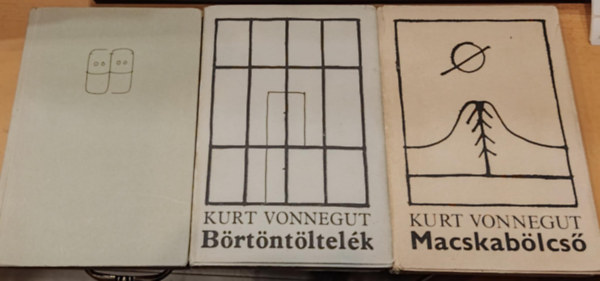 KURT VONNEGUT
Börtöntöltelék
KURT VONNEGUT
Macskabölcső